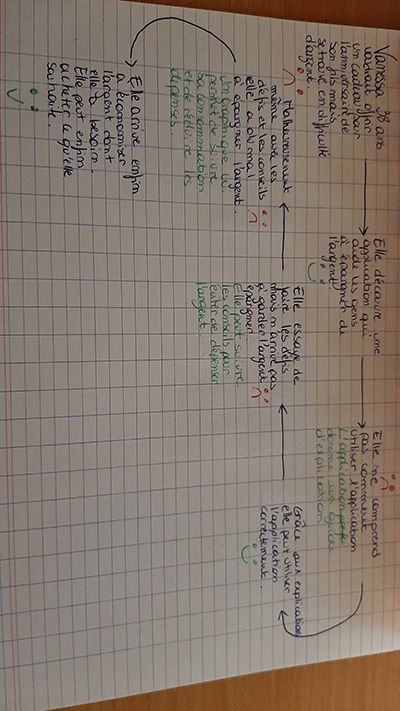 Vanessa 38 ans
voudrait offrir
un cadeau pour
l'anniversaire de
son fils mais
se trouve en difficulté
d'argent.
Elle découvre une
application qui
aide les gens
à épargner de
l'argent.
Elle ne comprend
pas comment
utiliser l'application
L'application
donne un guide
d'explication
Grâce aux explications
elle peut utiliser
l'application
correctement.
Elle essaye de
faire les défis
mais n'arrive pas
à garder l'argent
épargner.
Elle peut suivre
les conseils pour
éviter de dépenser
l'argent.
Malheureusement
même avec les
défis et les conseils
elle a du mal
à épargner l'argent.
Un graphique lui
permet de suivre
sa consommation
et de réduire les
dépenses.
Elle arrive enfin
à économiser
l'argent dont
elle a besoin.
Elle peut enfin
acheter ce qu'elle
souhaite.